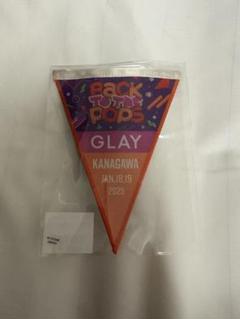 BACK
TO THE
POPS
GLAY
KANAGAWA
JAN.18,19
2025